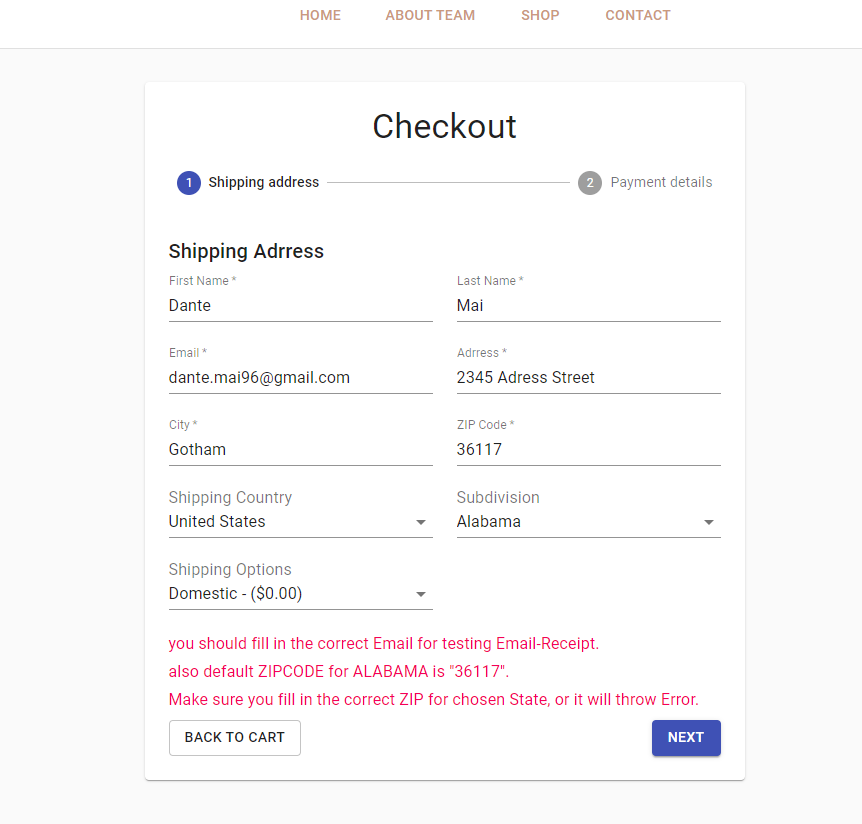 HOME ABOUT TEAM SHOP CONTACT
Checkout
1 Shipping address 2 Payment details
Shipping Adrress
First Name * Last Name *
Dante Mai
Email * Adrress *
dante.mai96@gmail.com 2345 Adress Street
City * ZIP Code *
Gotham 36117
Shipping Country Subdivision
United States Alabama
Shipping Options
Domestic - ($0.00)
you should fill in the correct Email for testing Email-Receipt.
also default ZIPCODE for ALABAMA is "36117".
Make sure you fill in the correct ZIP for chosen State, or it will throw Error.
BACK TO CART NEXT